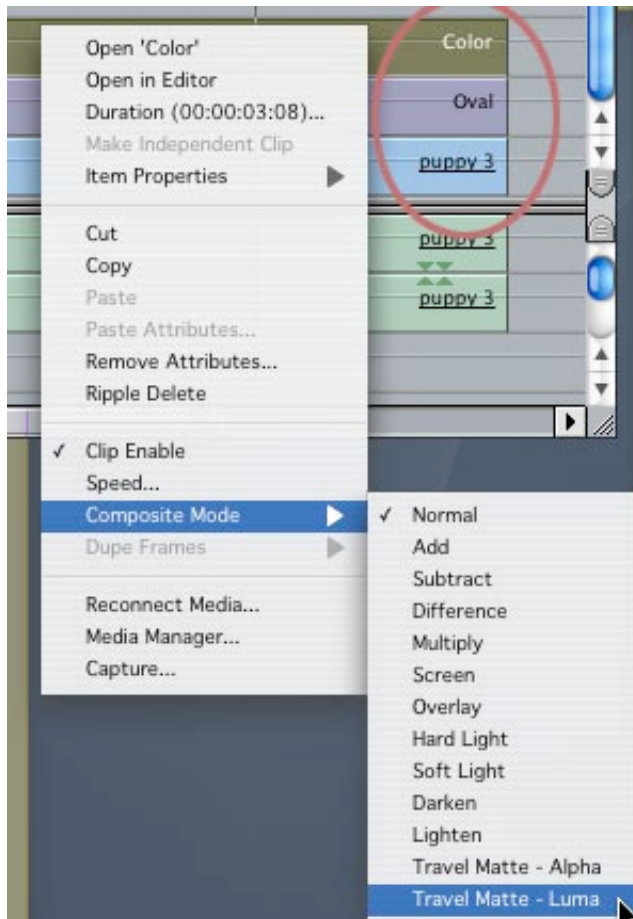 Color
Oval
puppy 3
puppy 3
puppy 3
Open 'Color'
Open in Editor
Duration (00:00:03:08)...
Make Independent Clip
Item Properties
Cut
Copy
Paste
Paste Attributes...
Remove Attributes...
Ripple Delete
✓ Clip Enable
Speed...
Composite Mode
Dupe Frames
Reconnect Media...
Media Manager...
Capture...
✓ Normal
Add
Subtract
Difference
Multiply
Screen
Overlay
Hard Light
Soft Light
Darken
Lighten
Travel Matte - Alpha
Travel Matte - Luma